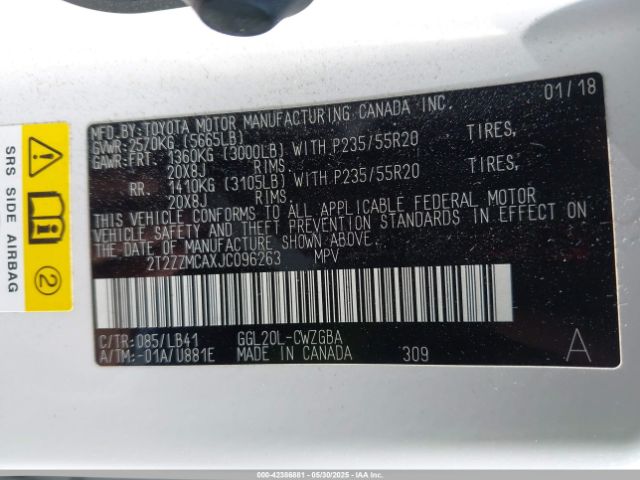 MFD.BY:TOYOTA MOTOR MANUFACTURING CANADA INC. 01/18
GVWR:2570KG (5665LB)
GAWR:FRT. 1360KG (3000LB) WITH P235/55R20 TIRES,
20X8J RIMS.
RR. 1410KG (3105LB) WITH P235/55R20 TIRES,
20X8J RIMS.
THIS VEHICLE CONFORMS TO ALL APPLICABLE FEDERAL MOTOR
VEHICLE SAFETY AND THEFT PREVENTION STANDARDS IN EFFECT ON
THE DATE OF MANUFACTURE SHOWN ABOVE.
2T2ZZMCAXJC096263 MPV
C/TR:085/LB41 GGL20L-CWZGBA
A/TM:-01A/U881E MADE IN CANADA 309 A
SRS SIDE AIRBAG
2
000-42386881 - 05/30/2025 - IAAI.COM